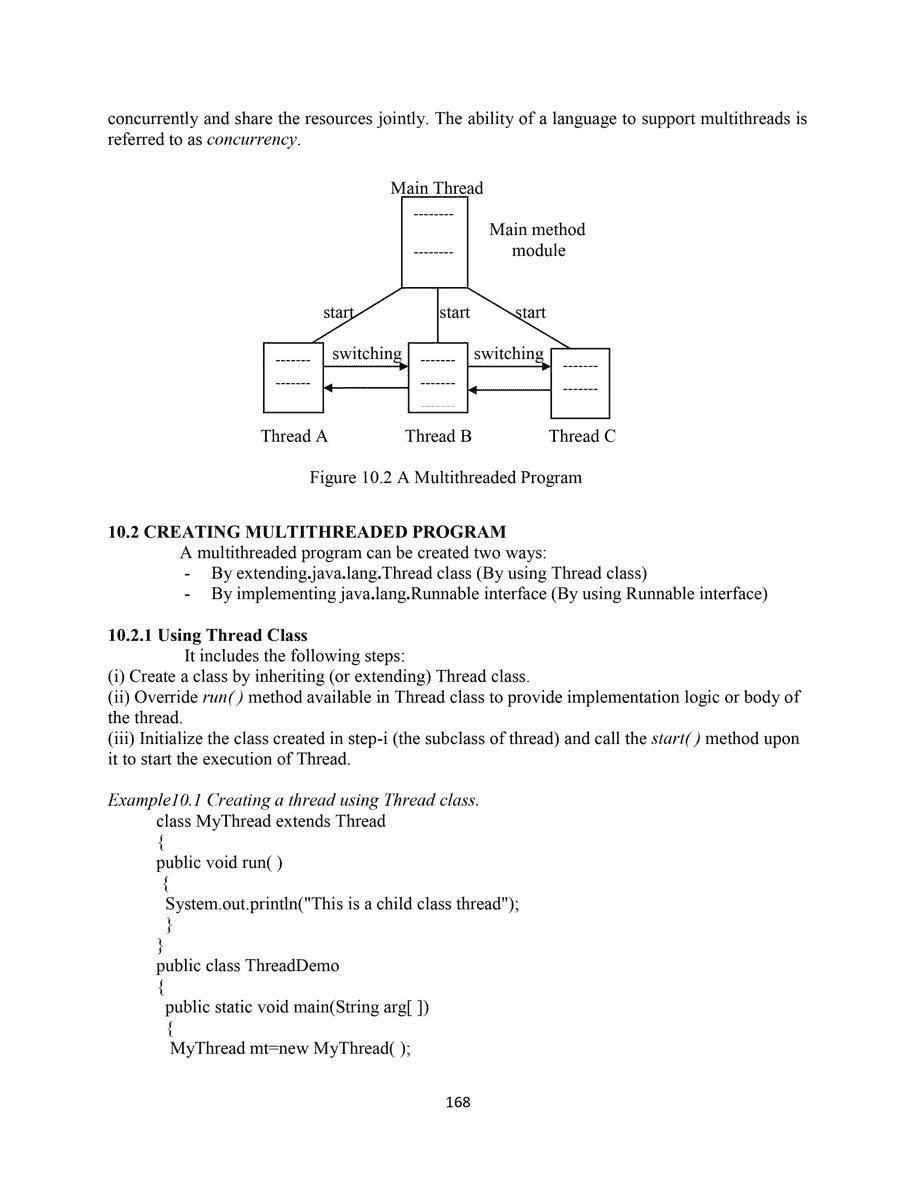 concurrently and share the resources jointly. The ability of a language to support multithreads is
referred to as concurrency.
Main Thread
--------
--------
Main method
module
start
start
start
switching
switching
-------
-------
-------
-------
-------
-------
-------
Thread A
Thread B
Thread C
Figure 10.2 A Multithreaded Program
10.2 CREATING MULTITHREADED PROGRAM
A multithreaded program can be created two ways:
- By extending.java.lang.Thread class (By using Thread class)
- By implementing java.lang.Runnable interface (By using Runnable interface)
10.2.1 Using Thread Class
It includes the following steps:
(i) Create a class by inheriting (or extending) Thread class.
(ii) Override run( ) method available in Thread class to provide implementation logic or body of
the thread.
(iii) Initialize the class created in step-i (the subclass of thread) and call the start( ) method upon
it to start the execution of Thread.
Example10.1 Creating a thread using Thread class.
class MyThread extends Thread
{
public void run( )
{
System.out.println("This is a child class thread");
}
}
public class ThreadDemo
{
public static void main(String arg[ ])
{
MyThread mt=new MyThread( );
168